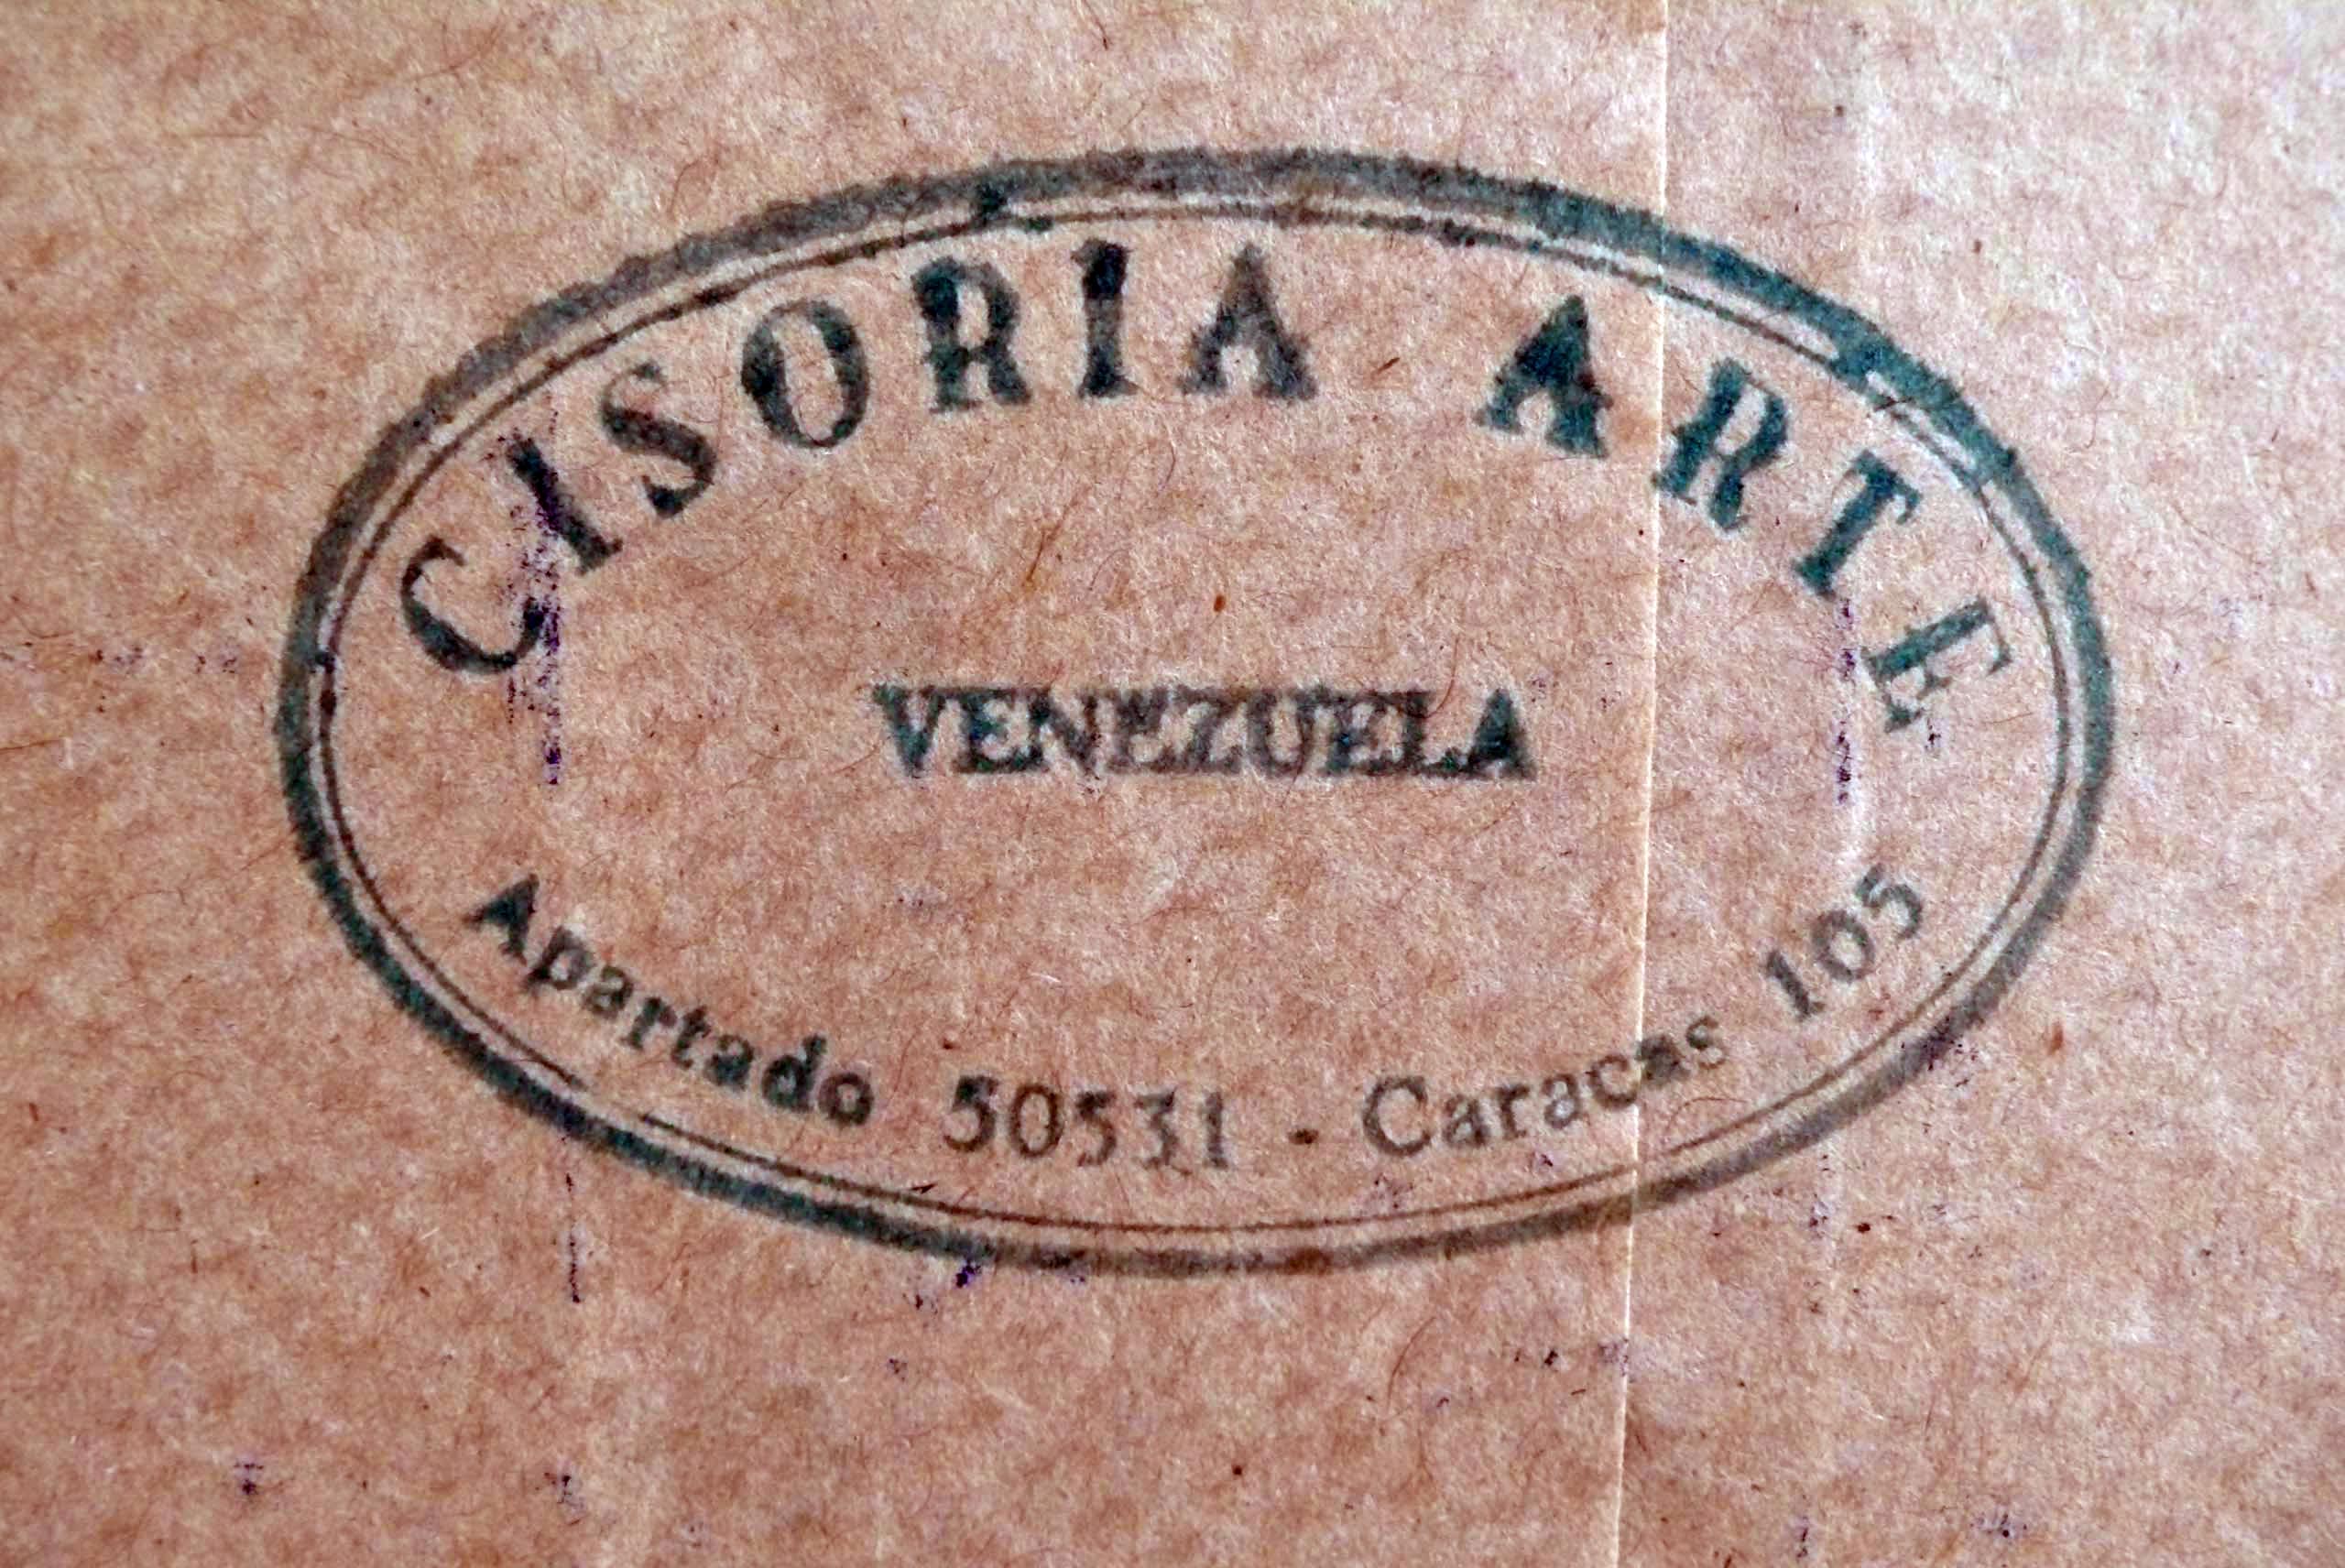 CISORIA ARTE
VENEZUELA
Apartado 50531 - Caracas 105